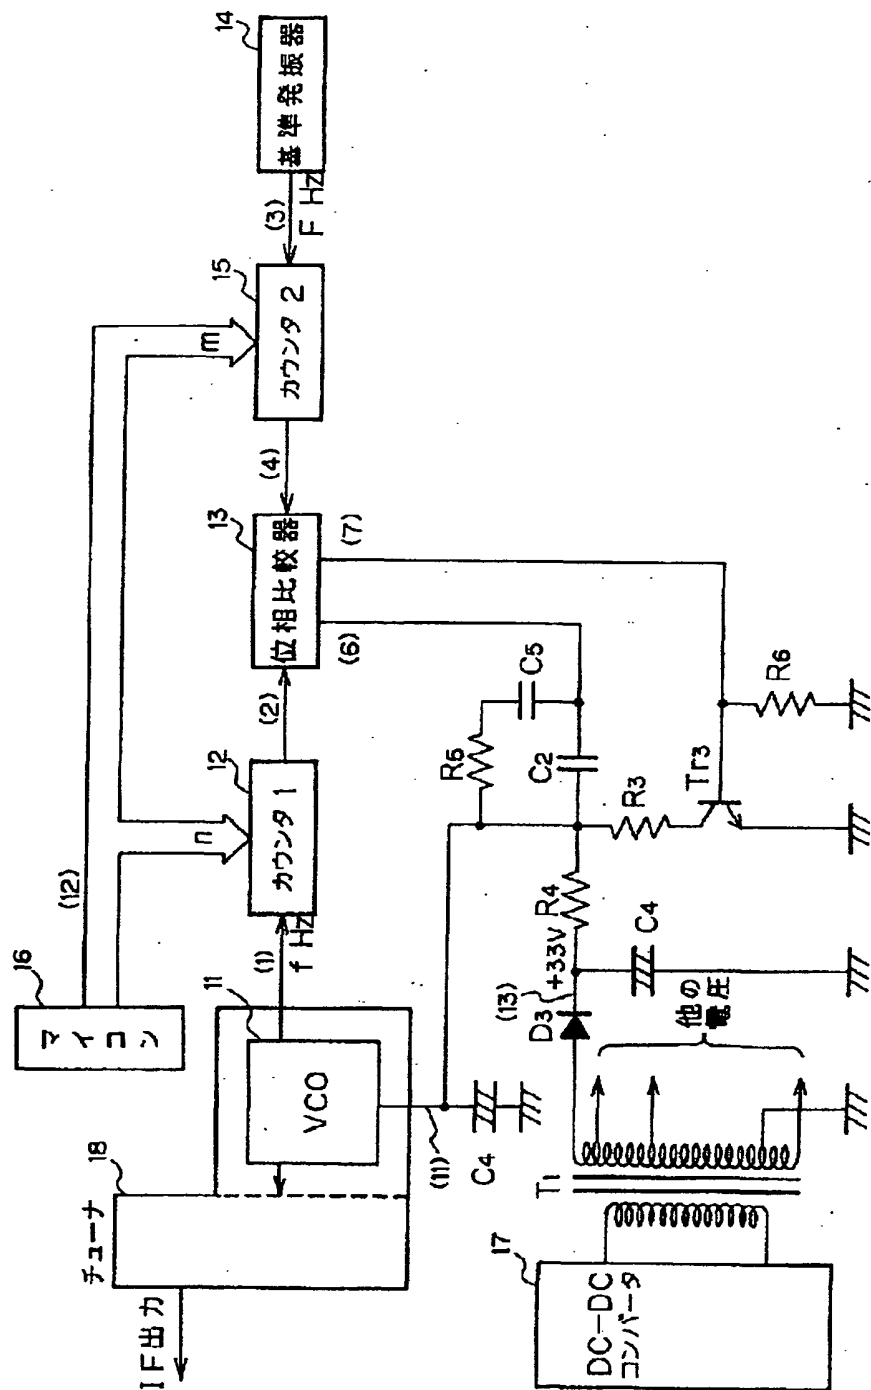 IF出力
チューナ
18
VCO
11
(11)
C4
マイコン
16
(12)
n
m
(1)
f Hz
カウンタ 1
12
(2)
位相比較器
13
(4)
カウンタ 2
15
(3)
F Hz
基準発振器
14
(6)
(7)
R5
C5
C2
R3
R4
Tr3
R6
+33V
(13)
D3
C4
他の
電圧
T1
DC-DC
コンバータ
17